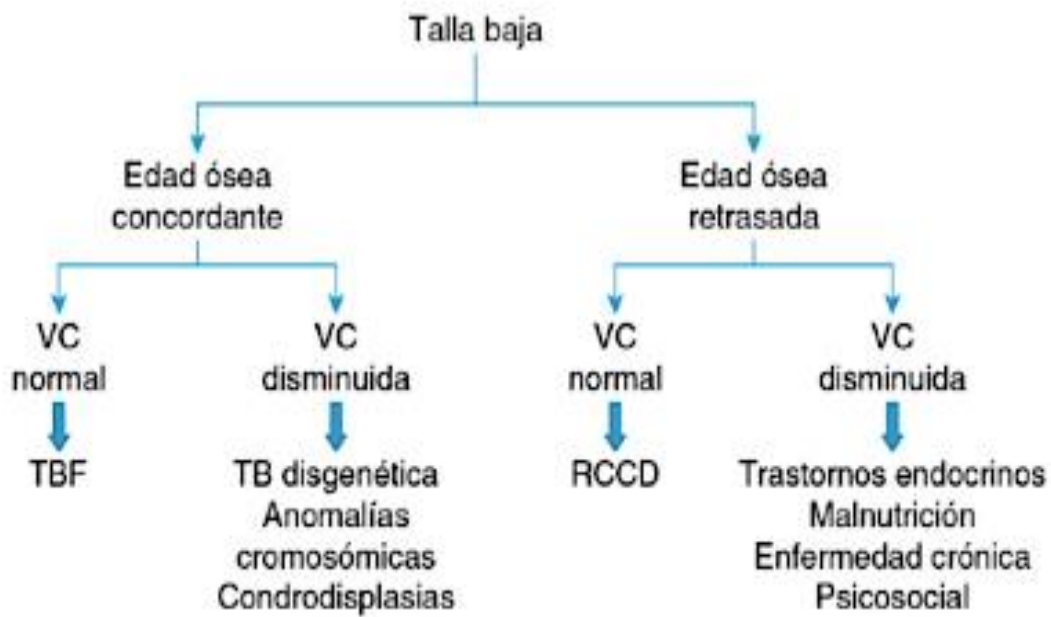 Talla baja
Edad ósea
concordante
Edad ósea
retrasada
VC
normal
VC
disminuida
VC
normal
VC
disminuida
TBF
TB disgenética
Anomalías
cromosómicas
Condrodisplasias
RCCD
Trastornos endocrinos
Malnutrición
Enfermedad crónica
Psicosocial